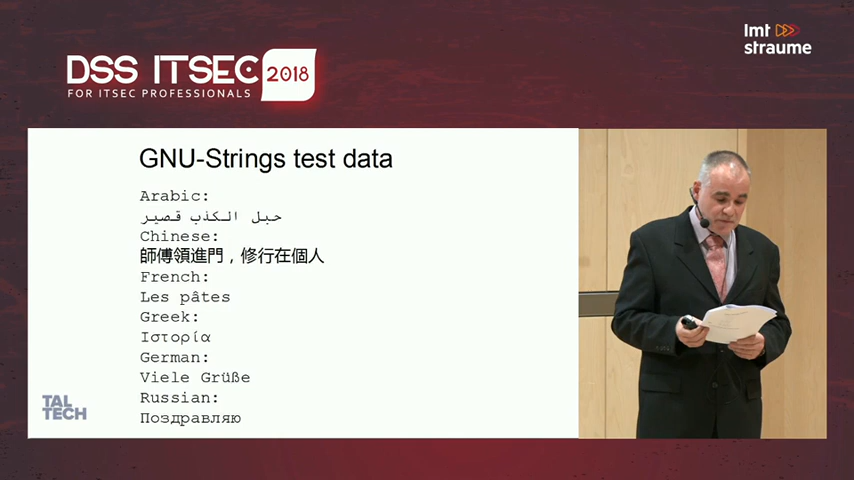 lmt
straume
DSS ITSEC 2018
FOR ITSEC PROFESSIONALS
GNU-Strings test data
Arabic:
حبل الكذب قصير
Chinese:
師傅領進門，修行在個人
French:
Les pâtes
Greek:
Ιστορία
German:
Viele Grüße
Russian:
Поздравляю
TAL
TECH